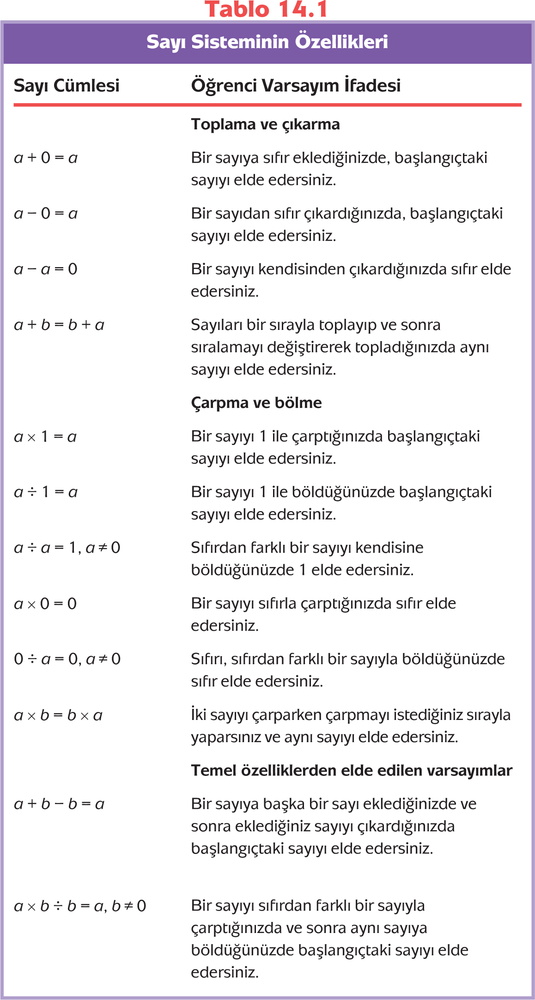 Tablo 14.1
Sayı Sisteminin Özellikleri
Sayı Cümlesi Öğrenci Varsayım İfadesi
Toplama ve çıkarma
a + 0 = a Bir sayıya sıfır eklediğinizde, başlangıçtaki
sayıyı elde edersiniz.
a − 0 = a Bir sayıdan sıfır çıkardığınızda, başlangıçtaki
sayıyı elde edersiniz.
a − a = 0 Bir sayıyı kendisinden çıkardığınızda sıfır elde
edersiniz.
a + b = b + a Sayıları bir sırayla toplayıp ve sonra
sıralamayı değiştirerek topladığınızda aynı
sayıyı elde edersiniz.
Çarpma ve bölme
a × 1 = a Bir sayıyı 1 ile çarptığınızda başlangıçtaki
sayıyı elde edersiniz.
a ÷ 1 = a Bir sayıyı 1 ile böldüğünüzde başlangıçtaki
sayıyı elde edersiniz.
a ÷ a = 1, a ≠ 0 Sıfırdan farklı bir sayıyı kendisine
böldüğünüzde 1 elde edersiniz.
a × 0 = 0 Bir sayıyı sıfırla çarptığınızda sıfır elde
edersiniz.
0 ÷ a = 0, a ≠ 0 Sıfırı, sıfırdan farklı bir sayıyla böldüğünüzde
sıfır elde edersiniz.
a × b = b × a İki sayıyı çarparken çarpmayı istediğiniz sırayla
yaparsınız ve aynı sayıyı elde edersiniz.
Temel özelliklerden elde edilen varsayımlar
a + b − b = a Bir sayıya başka bir sayı eklediğinizde ve
sonra eklediğiniz sayıyı çıkardığınızda
başlangıçtaki sayıyı elde edersiniz.
a × b ÷ b = a, b ≠ 0 Bir sayıyı sıfırdan farklı bir sayıyla
çarptığınızda ve sonra aynı sayıya
böldüğünüzde başlangıçtaki sayıyı elde
edersiniz.